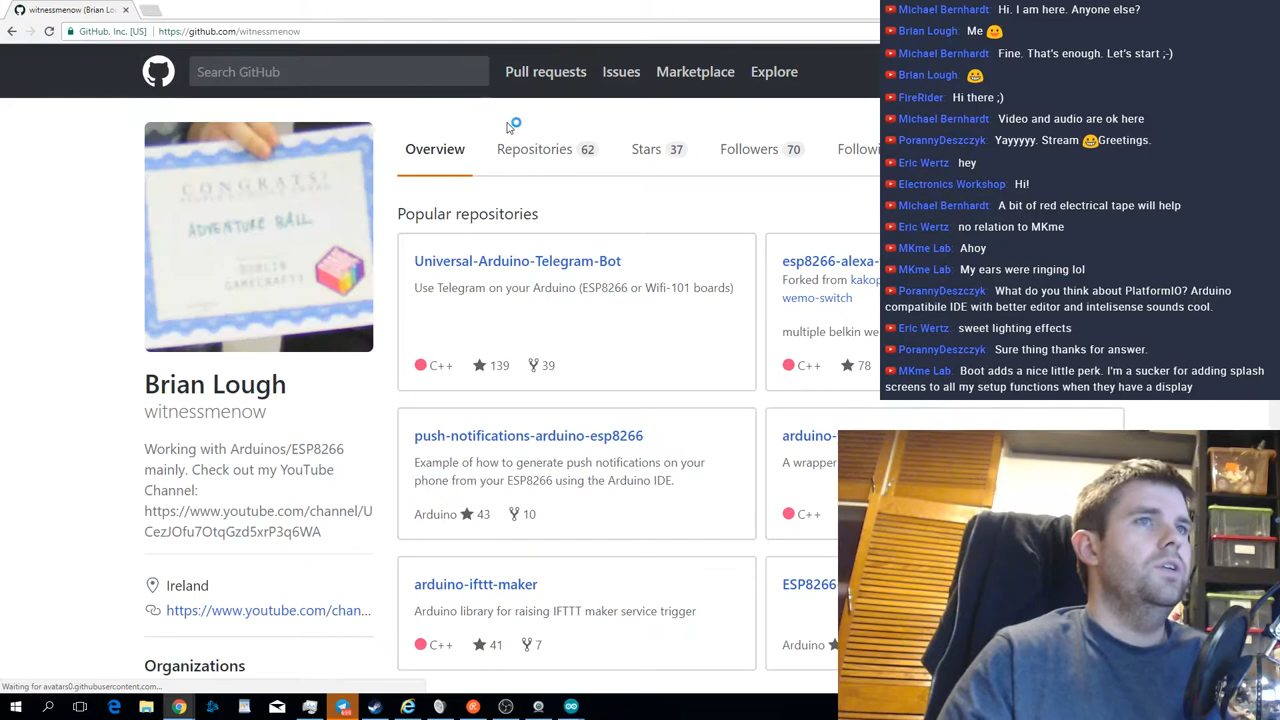 witnessmenow (Brian Lo
GitHub, Inc. [US]
https://github.com/witnessmenow
Search GitHub
Pull requests
Issues
Marketplace
Explore
Overview
Repositories 62
Stars 37
Followers 70
Followi
CONGRATS!
ADVENTURE BALL
DUBLIN
GAMECRAFT
Popular repositories
Universal-Arduino-Telegram-Bot
Use Telegram on your Arduino (ESP8266 or Wifi-101 boards)
C++ 139 39
esp8266-alexa-
Forked from kakop
wemo-switch
multiple belkin we
C++ 78
push-notifications-arduino-esp8266
Example of how to generate push notifications on your
phone from your ESP8266 using the Arduino IDE.
Arduino 43 10
arduino-
A wrapper
C++
arduino-ifttt-maker
Arduino library for raising IFTTT maker service trigger
C++ 41 7
ESP8266
Arduino
Brian Lough
witnessmenow
Working with Arduinos/ESP8266
mainly. Check out my YouTube
Channel:
https://www.youtube.com/channel/U
CezJOfu7OtqGzd5xrP3q6WA
Ireland
https://www.youtube.com/chan...
Organizations
Waiting for avatars0.githubusercontent.com...
Michael Bernhardt: Hi. I am here. Anyone else?
Brian Lough: Me
Michael Bernhardt: Fine. That's enough. Let's start ;-)
Brian Lough:
FireRider: Hi there ;)
Michael Bernhardt: Video and audio are ok here
PorannyDeszczyk: Yayyyyy. Stream Greetings.
Eric Wertz: hey
Electronics Workshop: Hi!
Michael Bernhardt: A bit of red electrical tape will help
Eric Wertz: no relation to MKme
MKme Lab: Ahoy
MKme Lab: My ears were ringing lol
PorannyDeszczyk: What do you think about PlatformIO? Arduino
compatibile IDE with better editor and intelisense sounds cool.
Eric Wertz: sweet lighting effects
PorannyDeszczyk: Sure thing thanks for answer.
MKme Lab: Boot adds a nice little perk. I'm a sucker for adding splash
screens to all my setup functions when they have a display